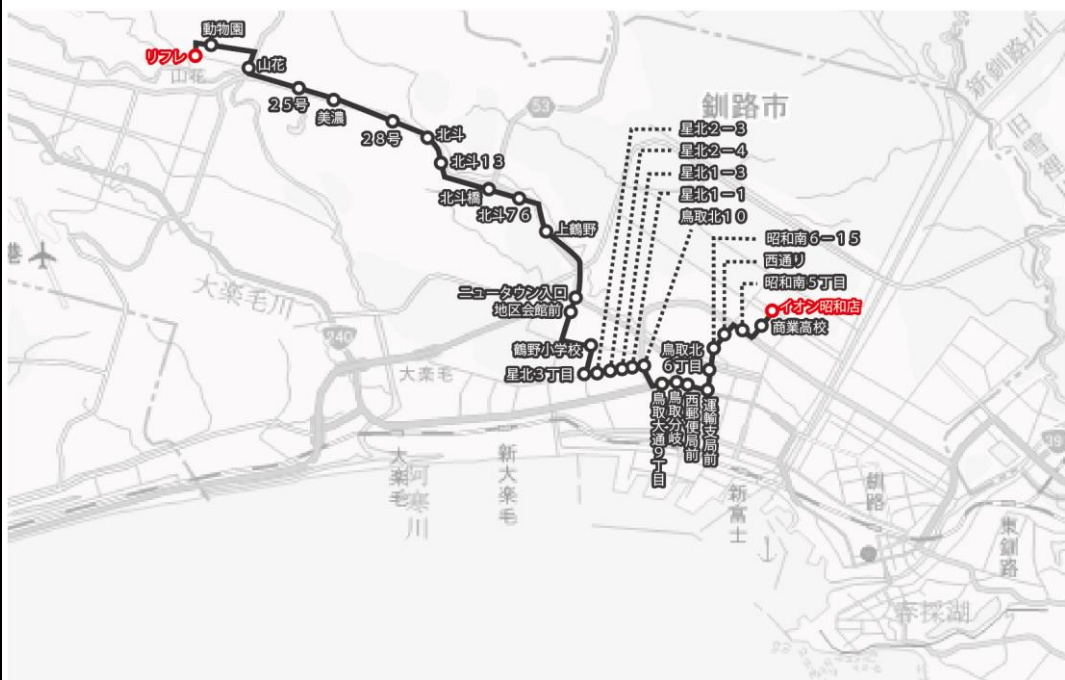 動物園
リフレ
山花
山花
２５号
美濃
２８号
北斗
北斗１３
北斗橋
北斗７６
上鶴野
ニュータウン入口
地区会館前
鶴野小学校
星北３丁目
星北２－３
星北２－４
星北１－３
星北１－１
鳥取北１０
鳥取大通９丁目
鳥取分岐
西郵便局前
運輸支局前
鳥取北
６丁目
昭和南６－１５
西通り
昭和南５丁目
商業高校
イオン昭和店
釧路市
53
新釧路川
旧雪裡
港
大楽毛川
240
大楽毛
大楽毛
阿寒川
新大楽毛
新富士
釧路
東釧路
春採湖